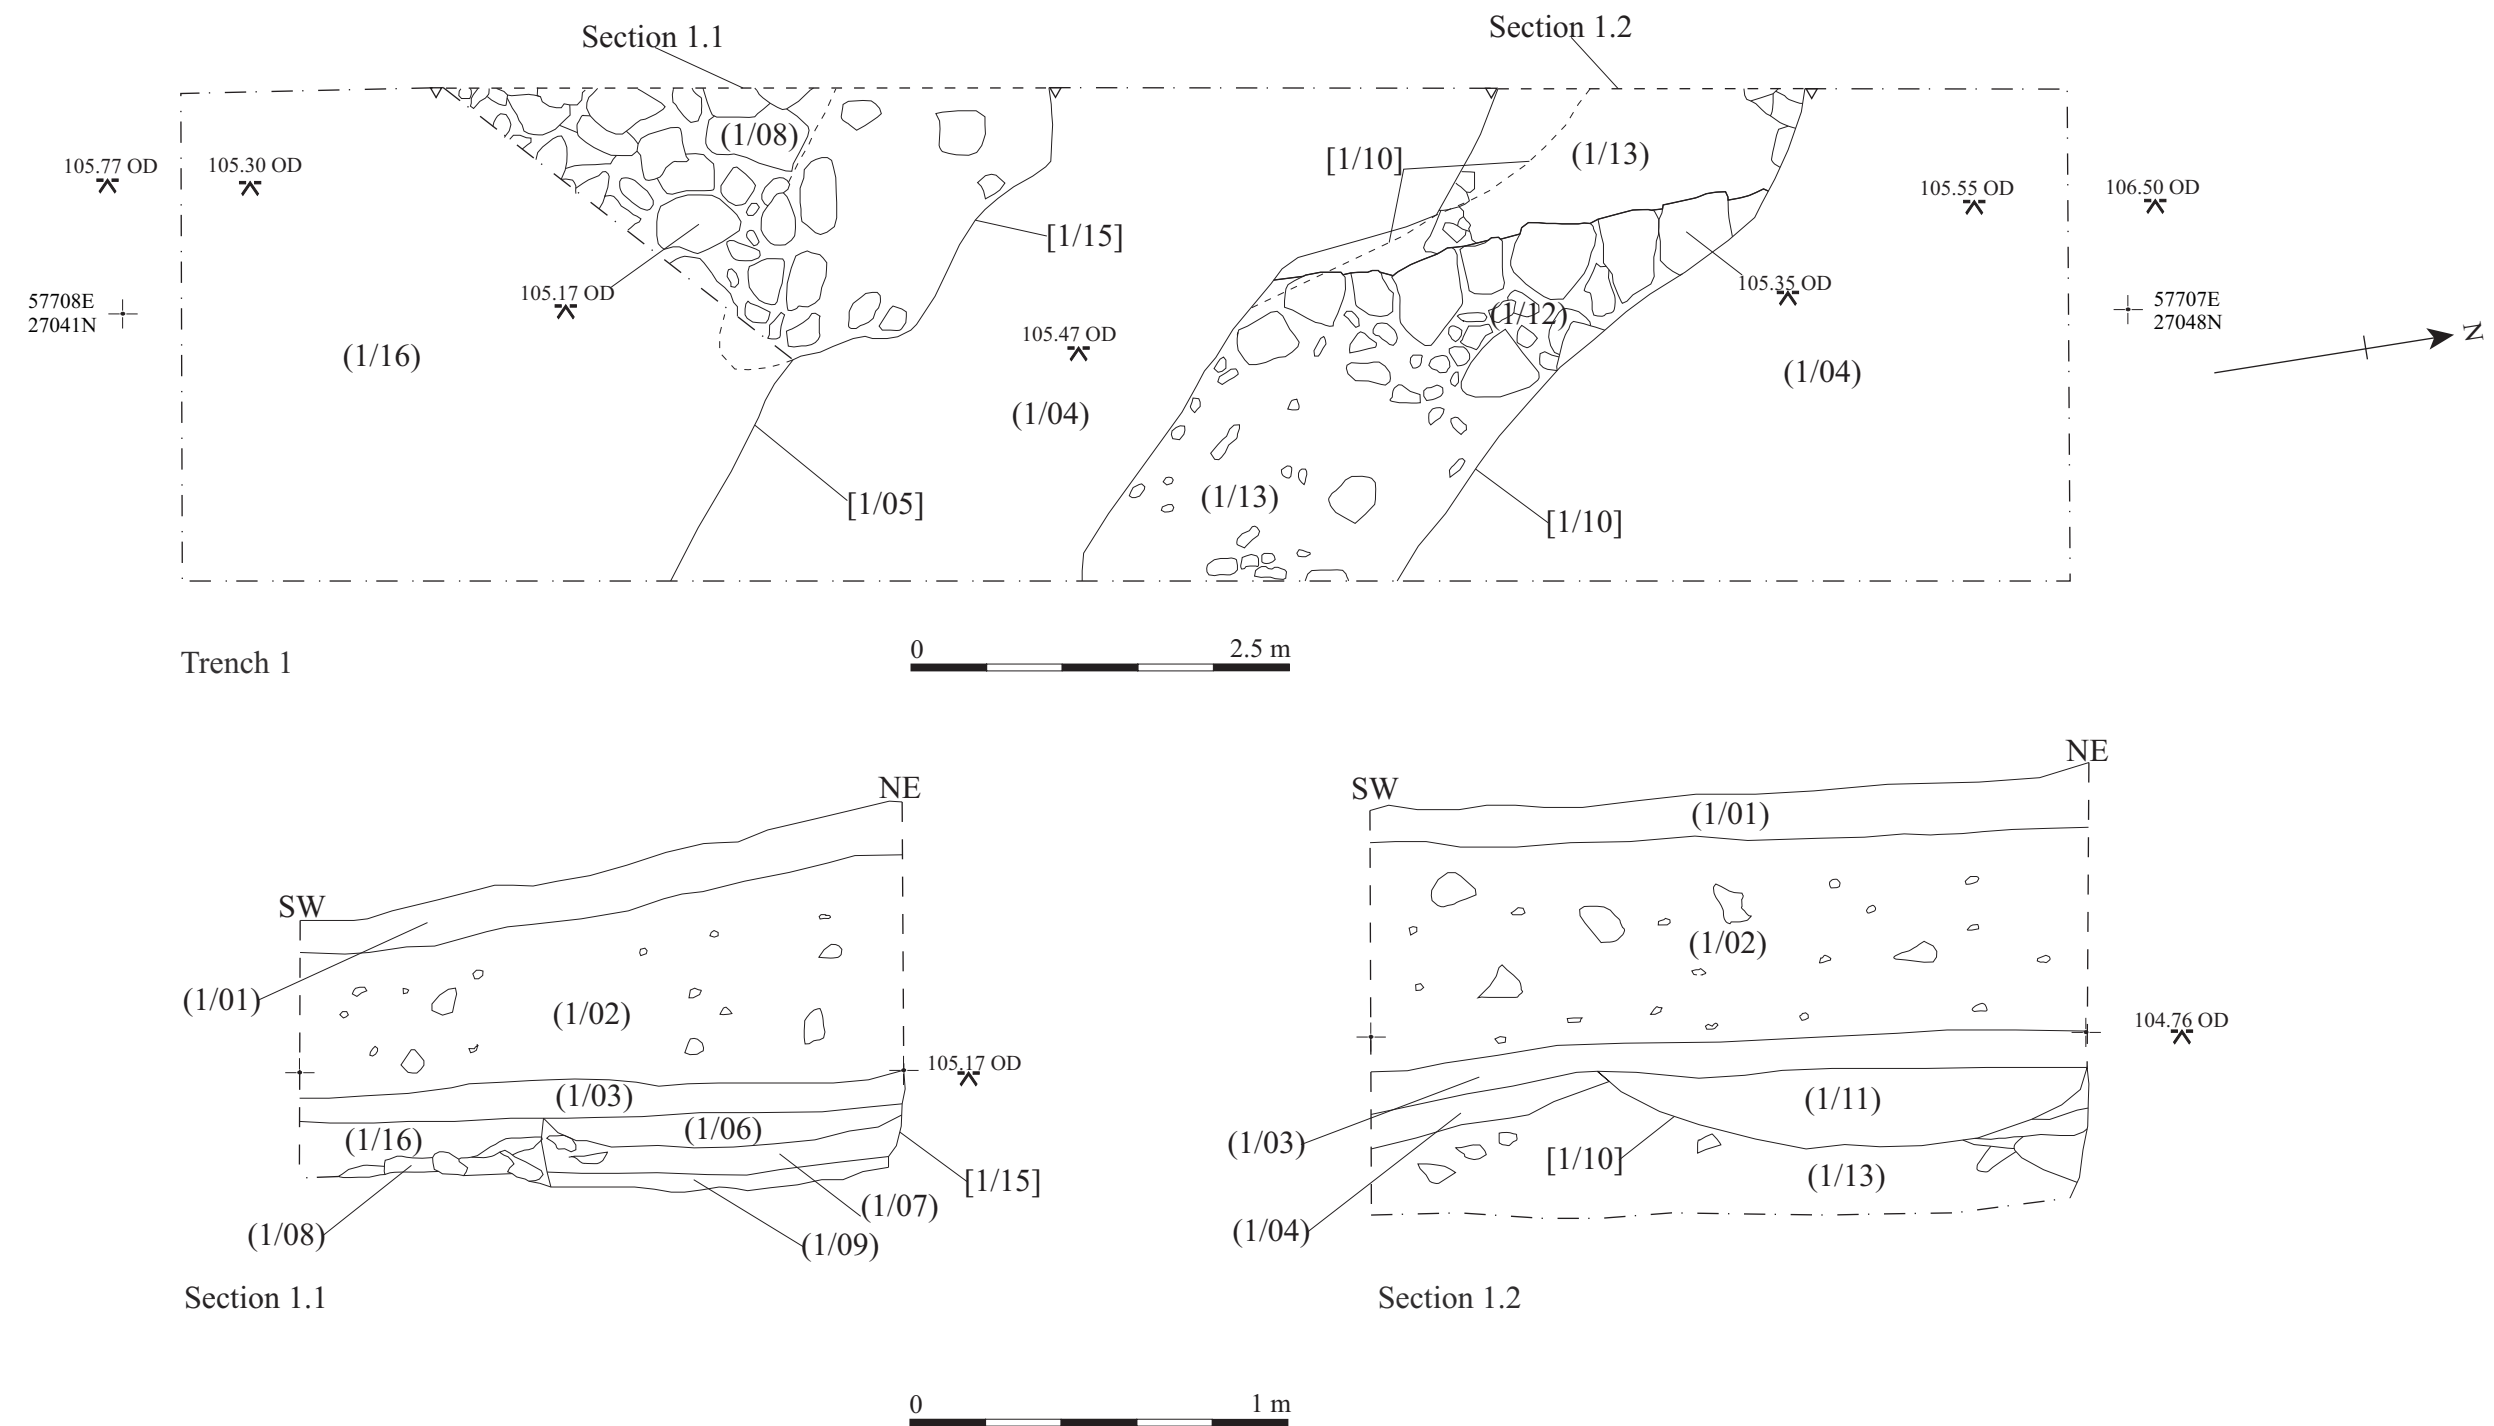 Section 1.1
Section 1.2
(1/08)
[1/10]
(1/13)
105.77 OD
105.30 OD
105.55 OD
106.50 OD
[1/15]
105.17 OD
105.35 OD
57708E
27041N
(1/12)
57707E
27048N
N
105.47 OD
(1/16)
(1/04)
(1/04)
[1/05]
(1/13)
[1/10]
Trench 1
0
2.5 m
NE
SW
(1/01)
(1/02)
105.17 OD
(1/03)
(1/06)
(1/16)
[1/15]
(1/07)
(1/08)
(1/09)
Section 1.1
NE
SW
(1/01)
(1/02)
104.76 OD
(1/11)
(1/03)
[1/10]
(1/13)
(1/04)
Section 1.2
0
1 m